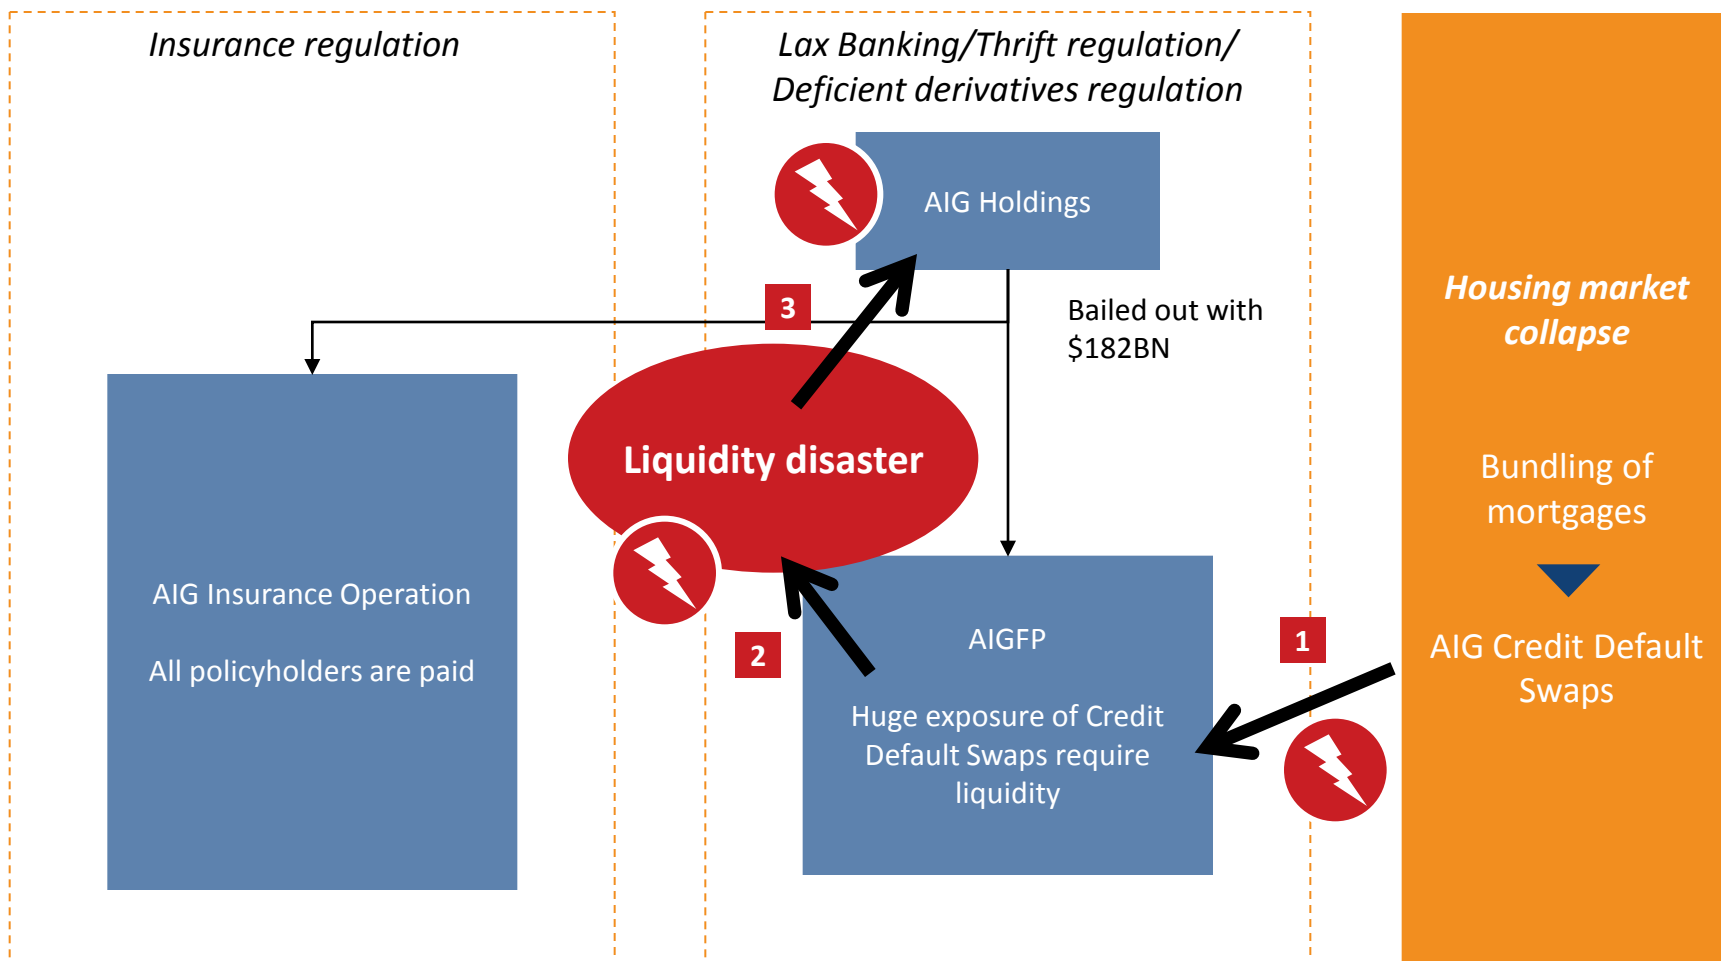 Insurance regulation
Lax Banking/Thrift regulation/
Deficient derivatives regulation
AIG Holdings
3
Bailed out with
$182BN
Liquidity disaster
AIG Insurance Operation
All policyholders are paid
2
AIGFP
Huge exposure of Credit
Default Swaps require
liquidity
1
Housing market
collapse
Bundling of
mortgages
AIG Credit Default
Swaps